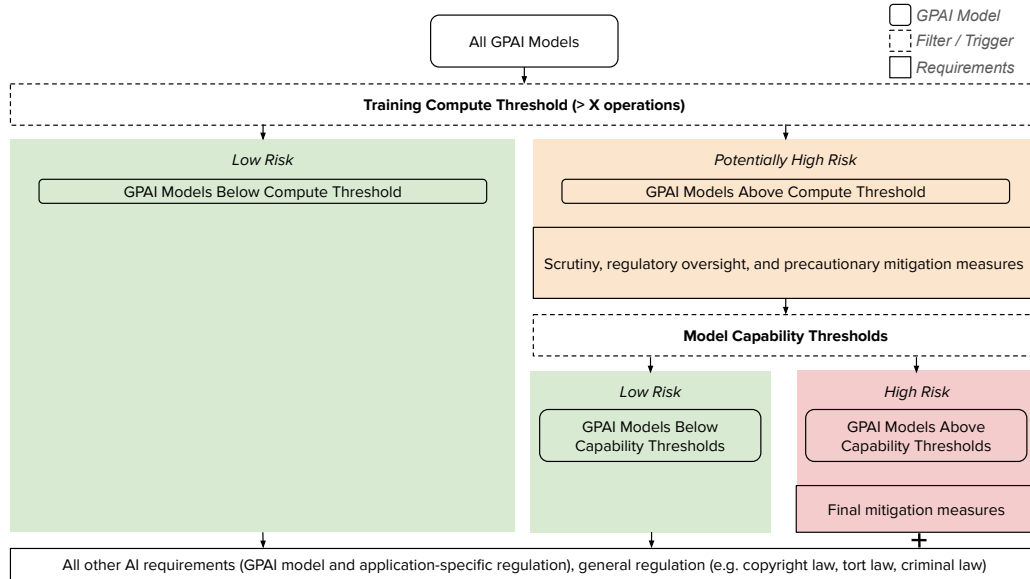 All GPAI Models
GPAI Model
Filter / Trigger
Requirements
Training Compute Threshold (> X operations)
Low Risk
GPAI Models Below Compute Threshold
Potentially High Risk
GPAI Models Above Compute Threshold
Scrutiny, regulatory oversight, and precautionary mitigation measures
Model Capability Thresholds
Low Risk
GPAI Models Below
Capability Thresholds
High Risk
GPAI Models Above
Capability Thresholds
Final mitigation measures
+
All other AI requirements (GPAI model and application-specific regulation), general regulation (e.g. copyright law, tort law, criminal law)